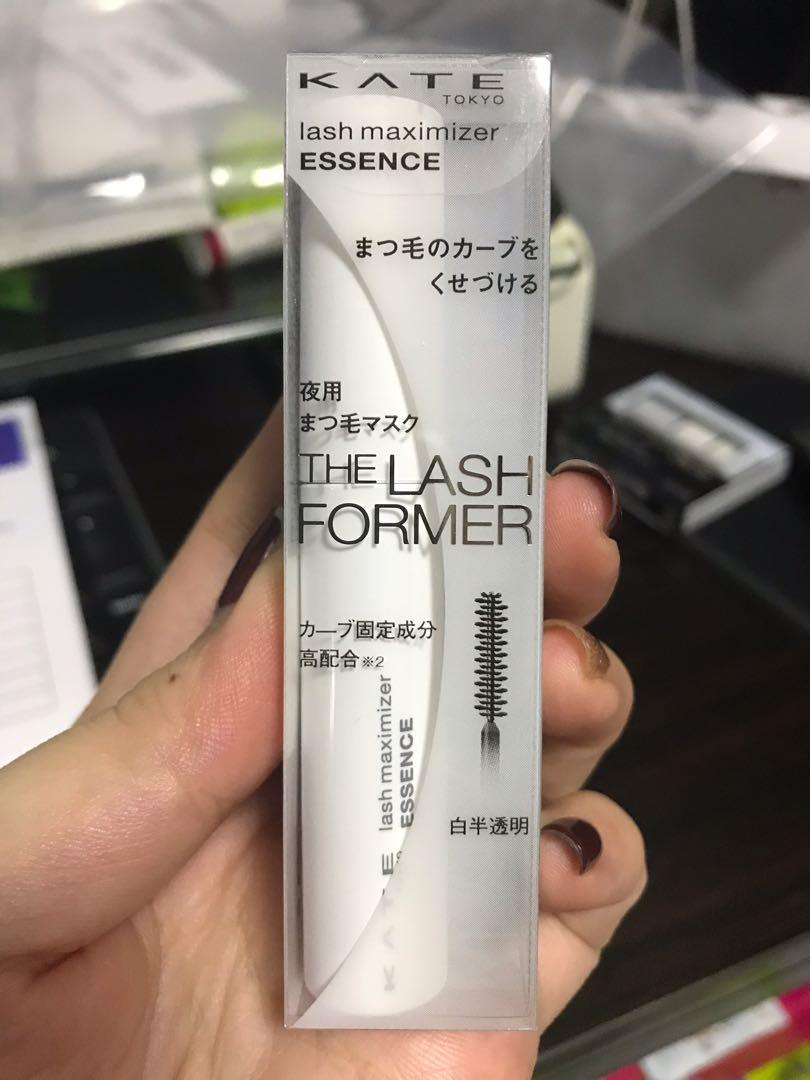 KATE
TOKYO
lash maximizer
ESSENCE
まつ毛のカーブを
くせづける
夜用
まつ毛マスク
THE LASH
FORMER
カーブ固定成分
高配合※2
白半透明
lash maximizer
ESSENCE
KATE